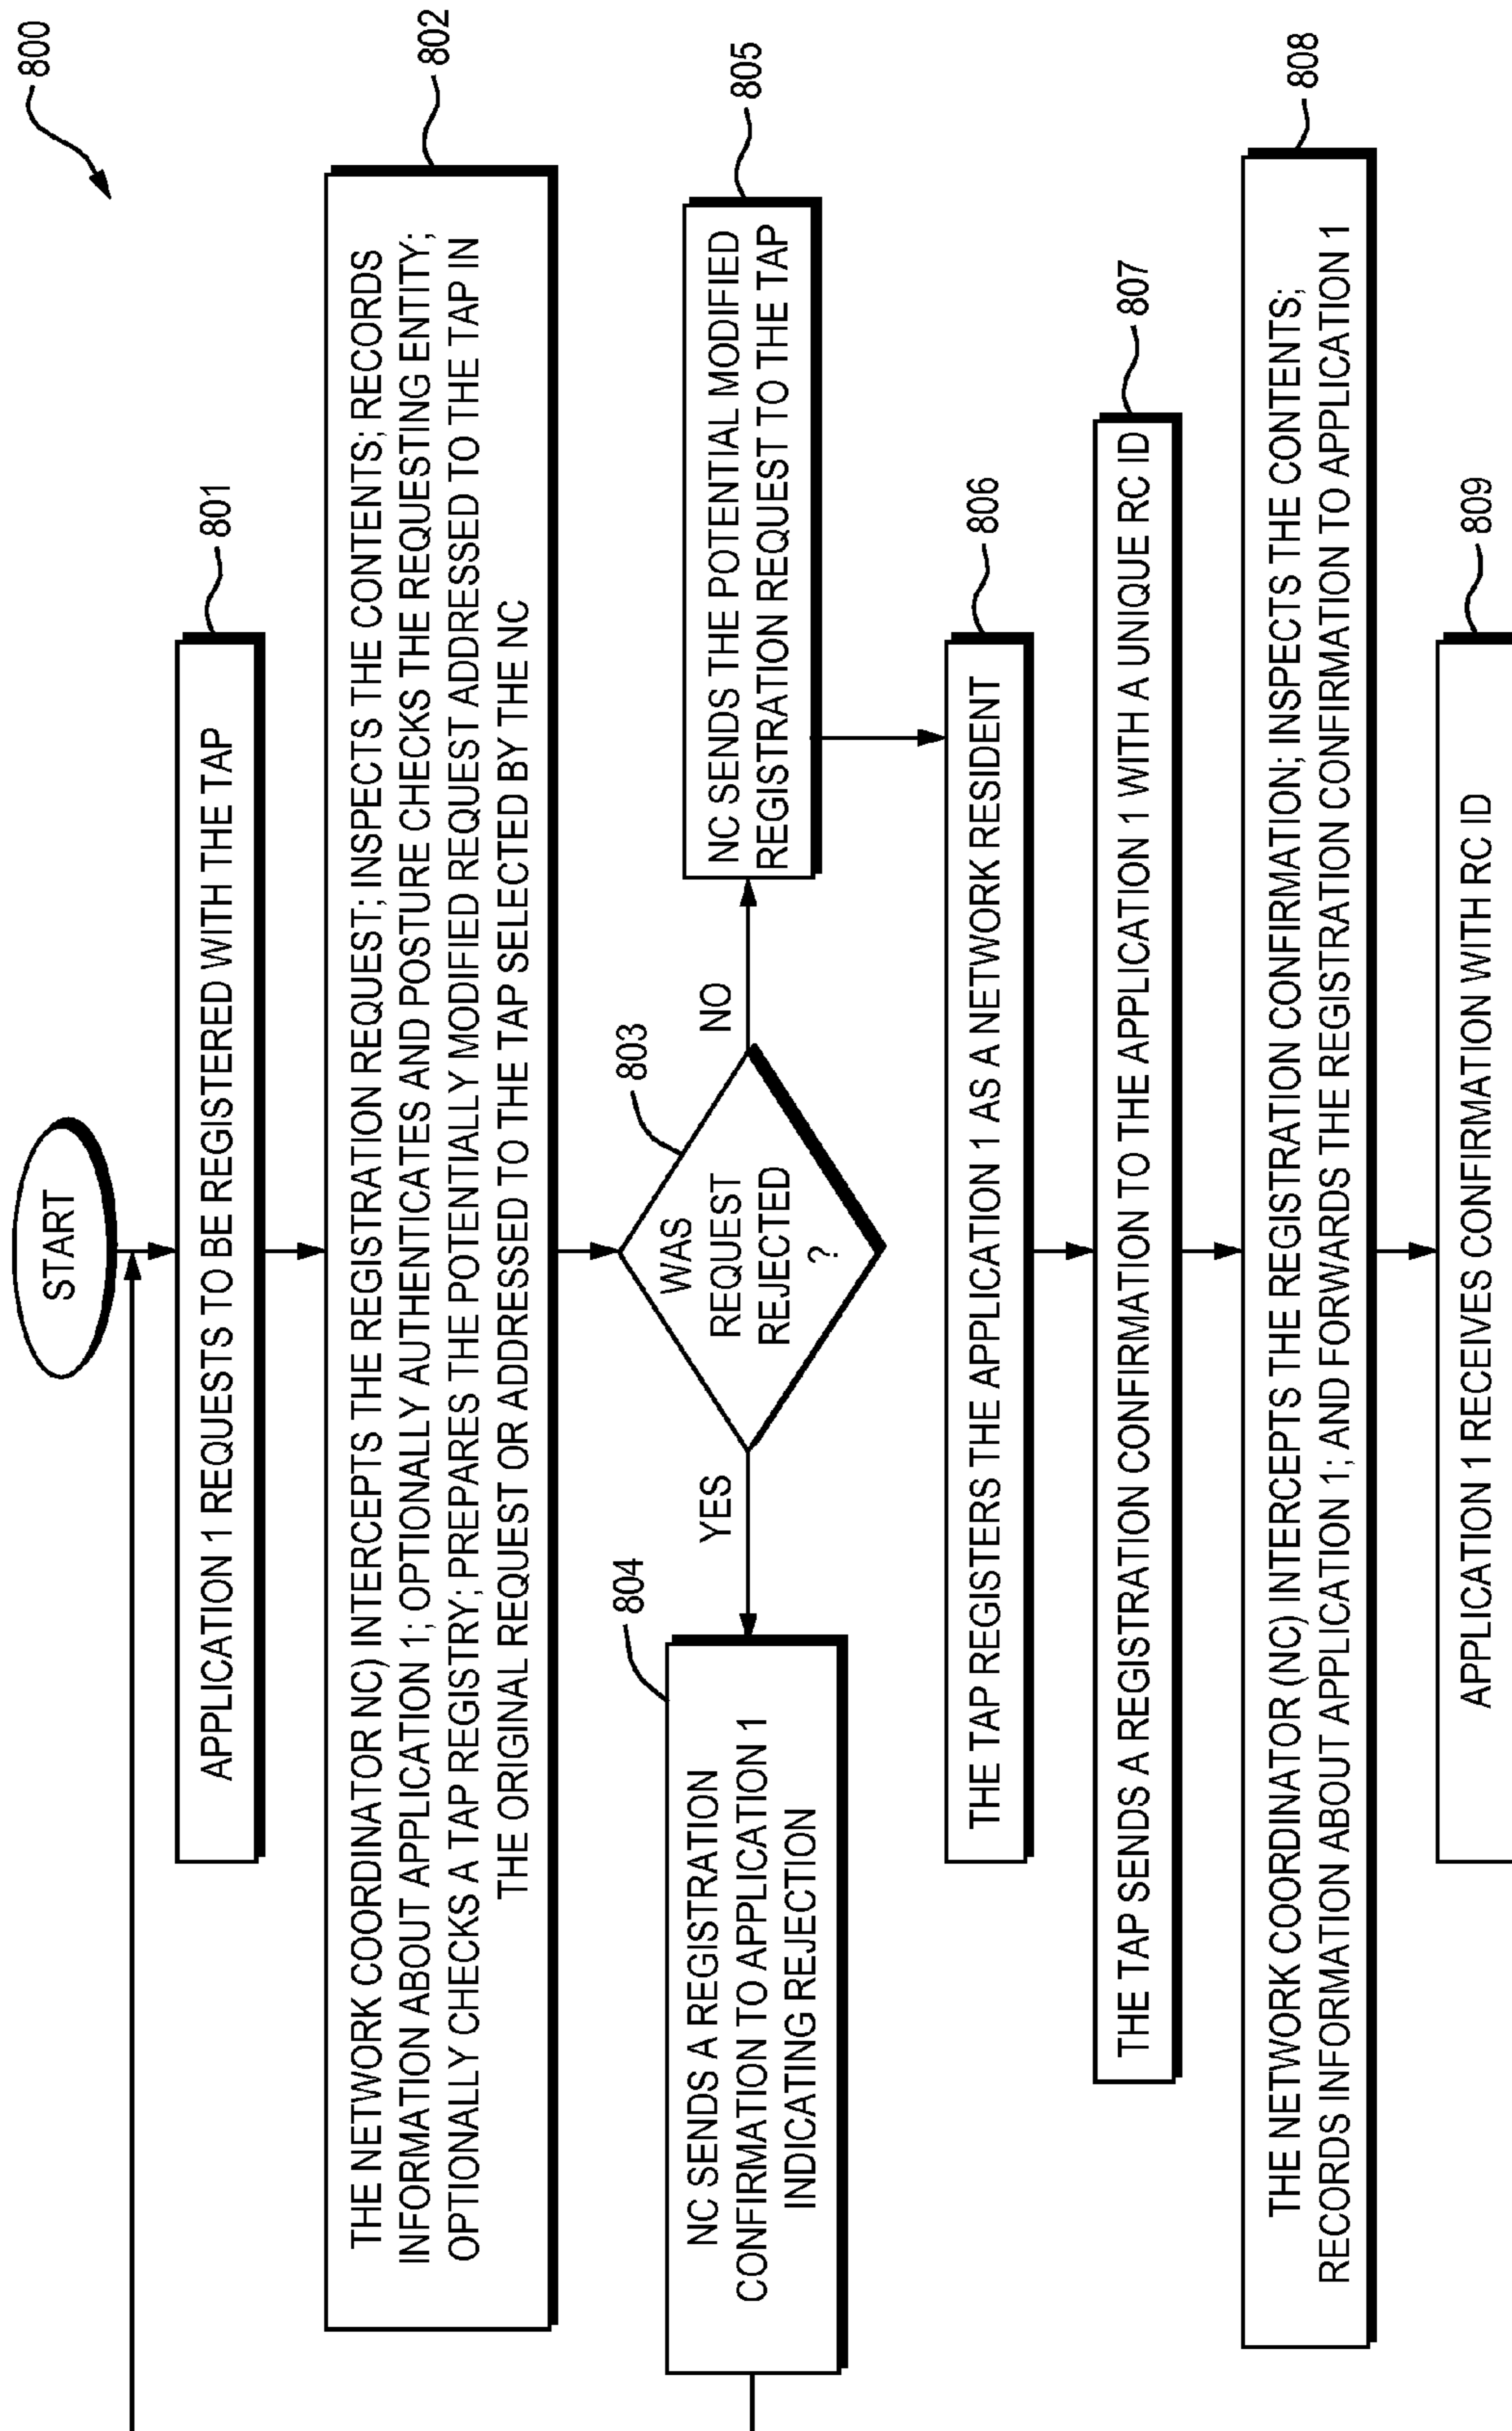 800
START
APPLICATION 1 REQUESTS TO BE REGISTERED WITH THE TAP
801
THE NETWORK COORDINATOR NC) INTERCEPTS THE REGISTRATION REQUEST; INSPECTS THE CONTENTS; RECORDS
INFORMATION ABOUT APPLICATION 1; OPTIONALLY AUTHENTICATES AND POSTURE CHECKS THE REQUESTING ENTITY;
OPTIONALLY CHECKS A TAP REGISTRY; PREPARES THE POTENTIALLY MODIFIED REQUEST ADDRESSED TO THE TAP IN
THE ORIGINAL REQUEST OR ADDRESSED TO THE TAP SELECTED BY THE NC
802
WAS
REQUEST
REJECTED
?
803
YES
NO
NC SENDS A REGISTRATION
CONFIRMATION TO APPLICATION 1
INDICATING REJECTION
804
NC SENDS THE POTENTIAL MODIFIED
REGISTRATION REQUEST TO THE TAP
805
THE TAP REGISTERS THE APPLICATION 1 AS A NETWORK RESIDENT
806
THE TAP SENDS A REGISTRATION CONFIRMATION TO THE APPLICATION 1 WITH A UNIQUE RC ID
807
THE NETWORK COORDINATOR (NC) INTERCEPTS THE REGISTRATION CONFIRMATION; INSPECTS THE CONTENTS;
RECORDS INFORMATION ABOUT APPLICATION 1; AND FORWARDS THE REGISTRATION CONFIRMATION TO APPLICATION 1
808
APPLICATION 1 RECEIVES CONFIRMATION WITH RC ID
809